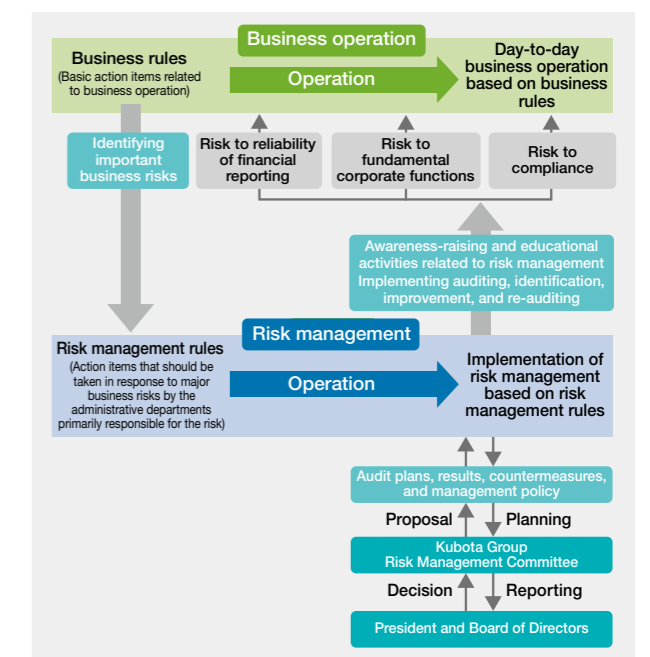 Business operation
Business rules
(Basic action items related
to business operation)
Operation
Day-to-day
business operation
based on business
rules
Identifying
important
business risks
Risk to reliability
of financial
reporting
Risk to
fundamental
corporate functions
Risk to
compliance
Awareness-raising and educational
activities related to risk management
Implementing auditing, identification,
improvement, and re-auditing
Risk management
Risk management rules
(Action items that should be
taken in response to major
business risks by the
administrative departments
primarily responsible for the risk)
Operation
Implementation of
risk management
based on risk
management rules
Audit plans, results, countermeasures,
and management policy
Proposal
Planning
Kubota Group
Risk Management Committee
Decision
Reporting
President and Board of Directors